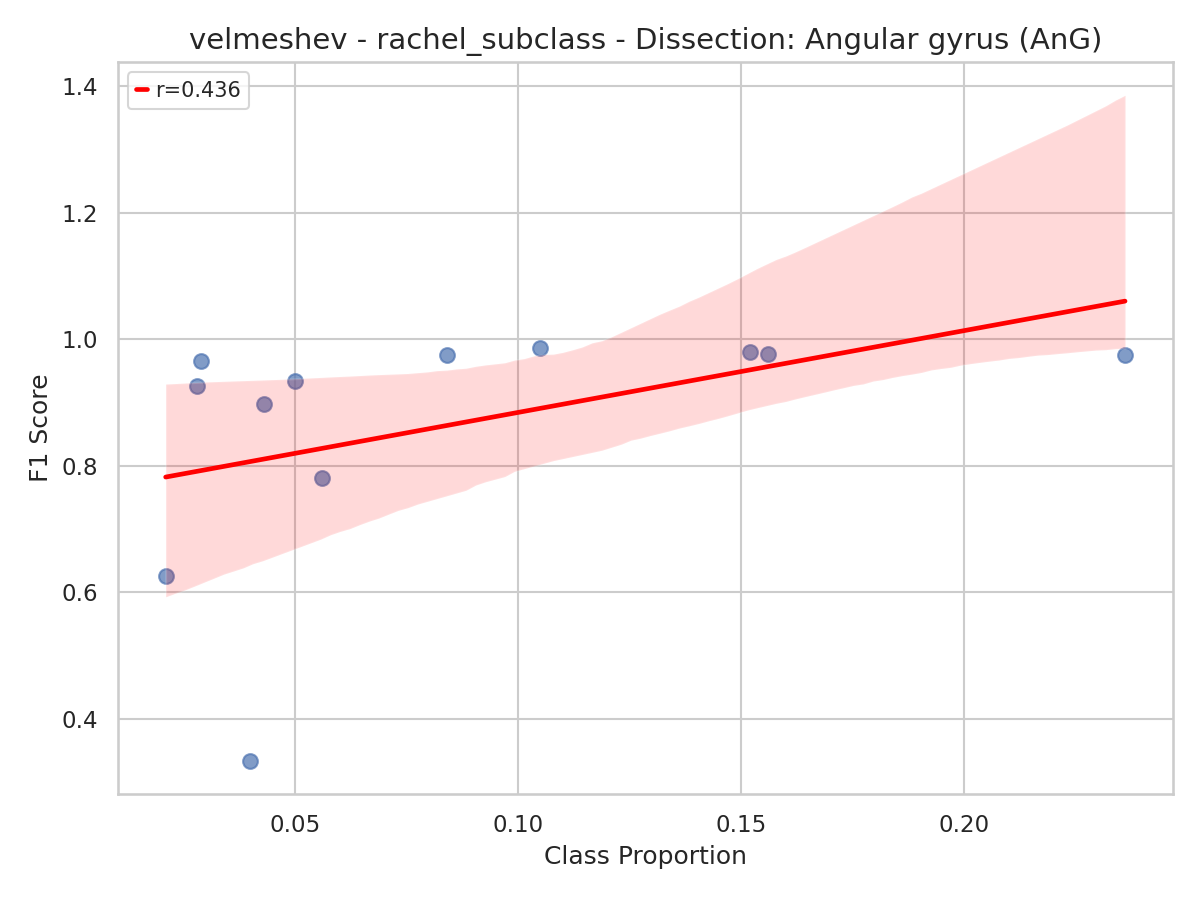 velmeshev - rachel_subclass - Dissection: Angular gyrus (AnG)
r=0.436
1.4
1.2
1.0
0.8
0.6
0.4
F1 Score
0.05 0.10 0.15 0.20
Class Proportion